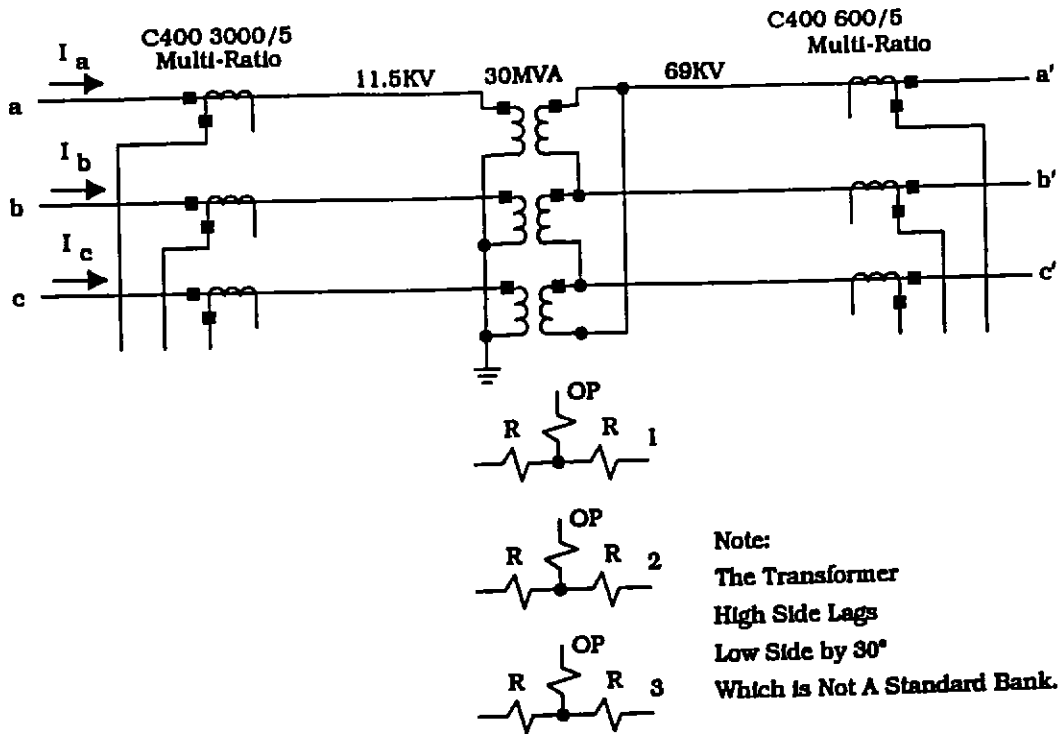 C400 3000/5
Multi-Ratio
C400 600/5
Multi-Ratio
I a
11.5KV
30MVA
69KV
a
a'
I b
b
b'
I c
c
c'
OP
R
R
1
OP
R
R
2
OP
R
R
3
Note:
The Transformer
High Side Lags
Low Side by 30°
Which is Not A Standard Bank.